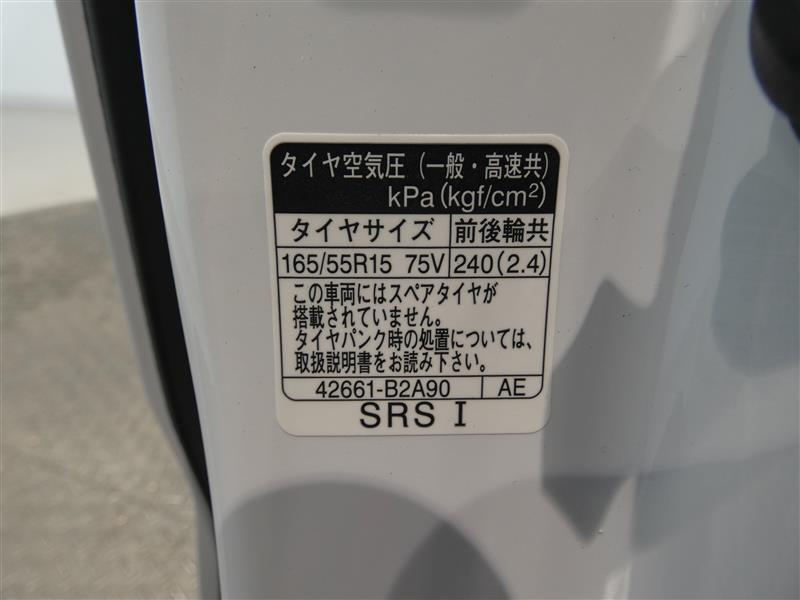 タイヤ空気圧（一般・高速共）
kPa(kgf/cm²)
タイヤサイズ 前後輪共
165/55R15 75V 240(2.4)
この車両にはスペアタイヤが
搭載されていません。
タイヤパンク時の処置については、
取扱説明書をお読み下さい。
42661-B2A90 AE
SRS I